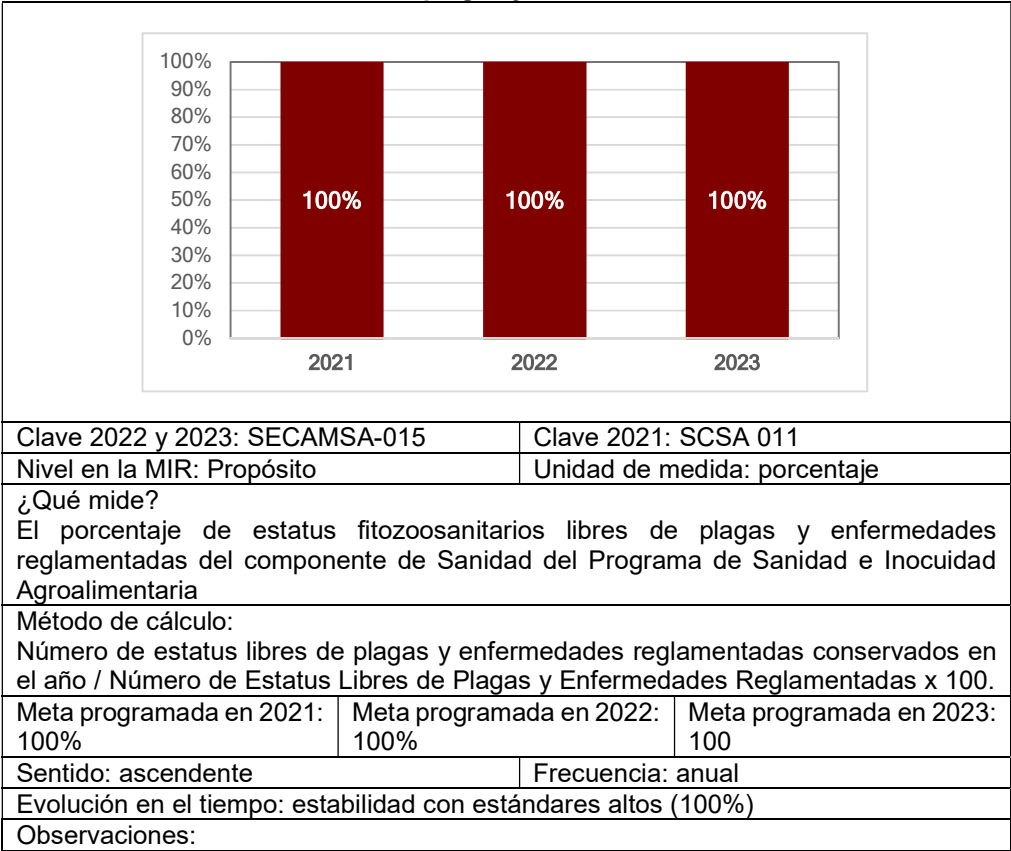 100%
90%
80%
70%
60%
50%
40%
30%
20%
10%
0%
100% 100% 100%
2021 2022 2023
Clave 2022 y 2023: SECAMSA-015 Clave 2021: SCSA 011
Nivel en la MIR: Propósito Unidad de medida: porcentaje
¿Qué mide?
El porcentaje de estatus fitozoosanitarios libres de plagas y enfermedades
reglamentadas del componente de Sanidad del Programa de Sanidad e Inocuidad
Agroalimentaria
Método de cálculo:
Número de estatus libres de plagas y enfermedades reglamentadas conservados en
el año / Número de Estatus Libres de Plagas y Enfermedades Reglamentadas x 100.
Meta programada en 2021:
100%
Meta programada en 2022:
100%
Meta programada en 2023:
100
Sentido: ascendente Frecuencia: anual
Evolución en el tiempo: estabilidad con estándares altos (100%)
Observaciones: